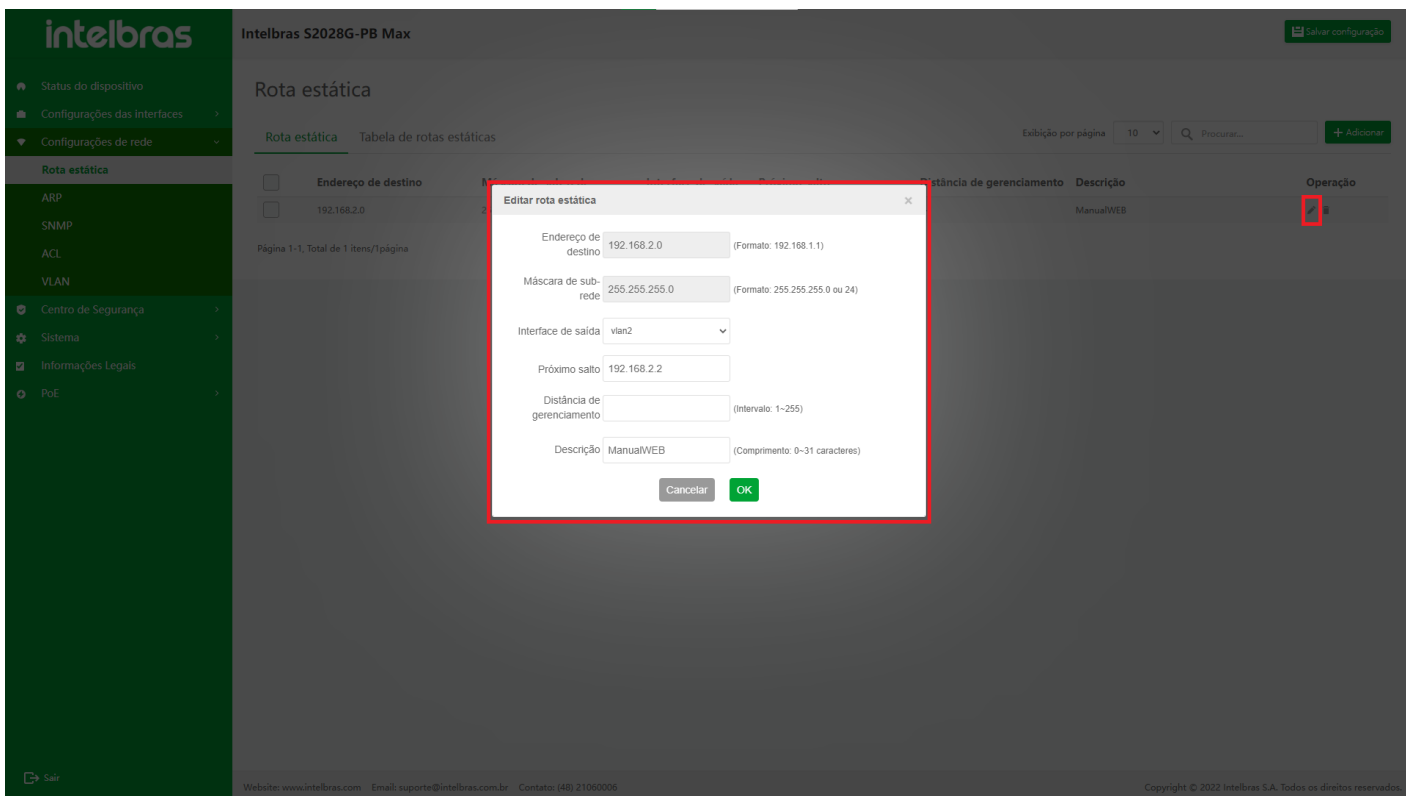 intelbras
Intelbras S2028G-PB Max
Salvar configuração
Status do dispositivo
Configurações das interfaces
Configurações de rede
Rota estática
ARP
SNMP
ACL
VLAN
Centro de Segurança
Sistema
Informações Legais
PoE
Sair
Rota estática
Rota estática Tabela de rotas estáticas
Exibição por página 10 Procurar... + Adicionar
Endereço de destino Distância de gerenciamento Descrição Operação
192.168.2.0 ManualWEB
Página 1-1, Total de 1 itens/1página
Editar rota estática ×
Endereço de
destino 192.168.2.0 (Formato: 192.168.1.1)
Máscara de sub-
rede 255.255.255.0 (Formato: 255.255.255.0 ou 24)
Interface de saída vlan2
Próximo salto 192.168.2.2
Distância de
gerenciamento (Intervalo: 1~255)
Descrição ManualWEB (Comprimento: 0~31 caracteres)
Cancelar OK
Website: www.intelbras.com Email: suporte@intelbras.com.br Contato: (48) 21060006
Copyright © 2022 Intelbras S.A. Todos os direitos reservados.